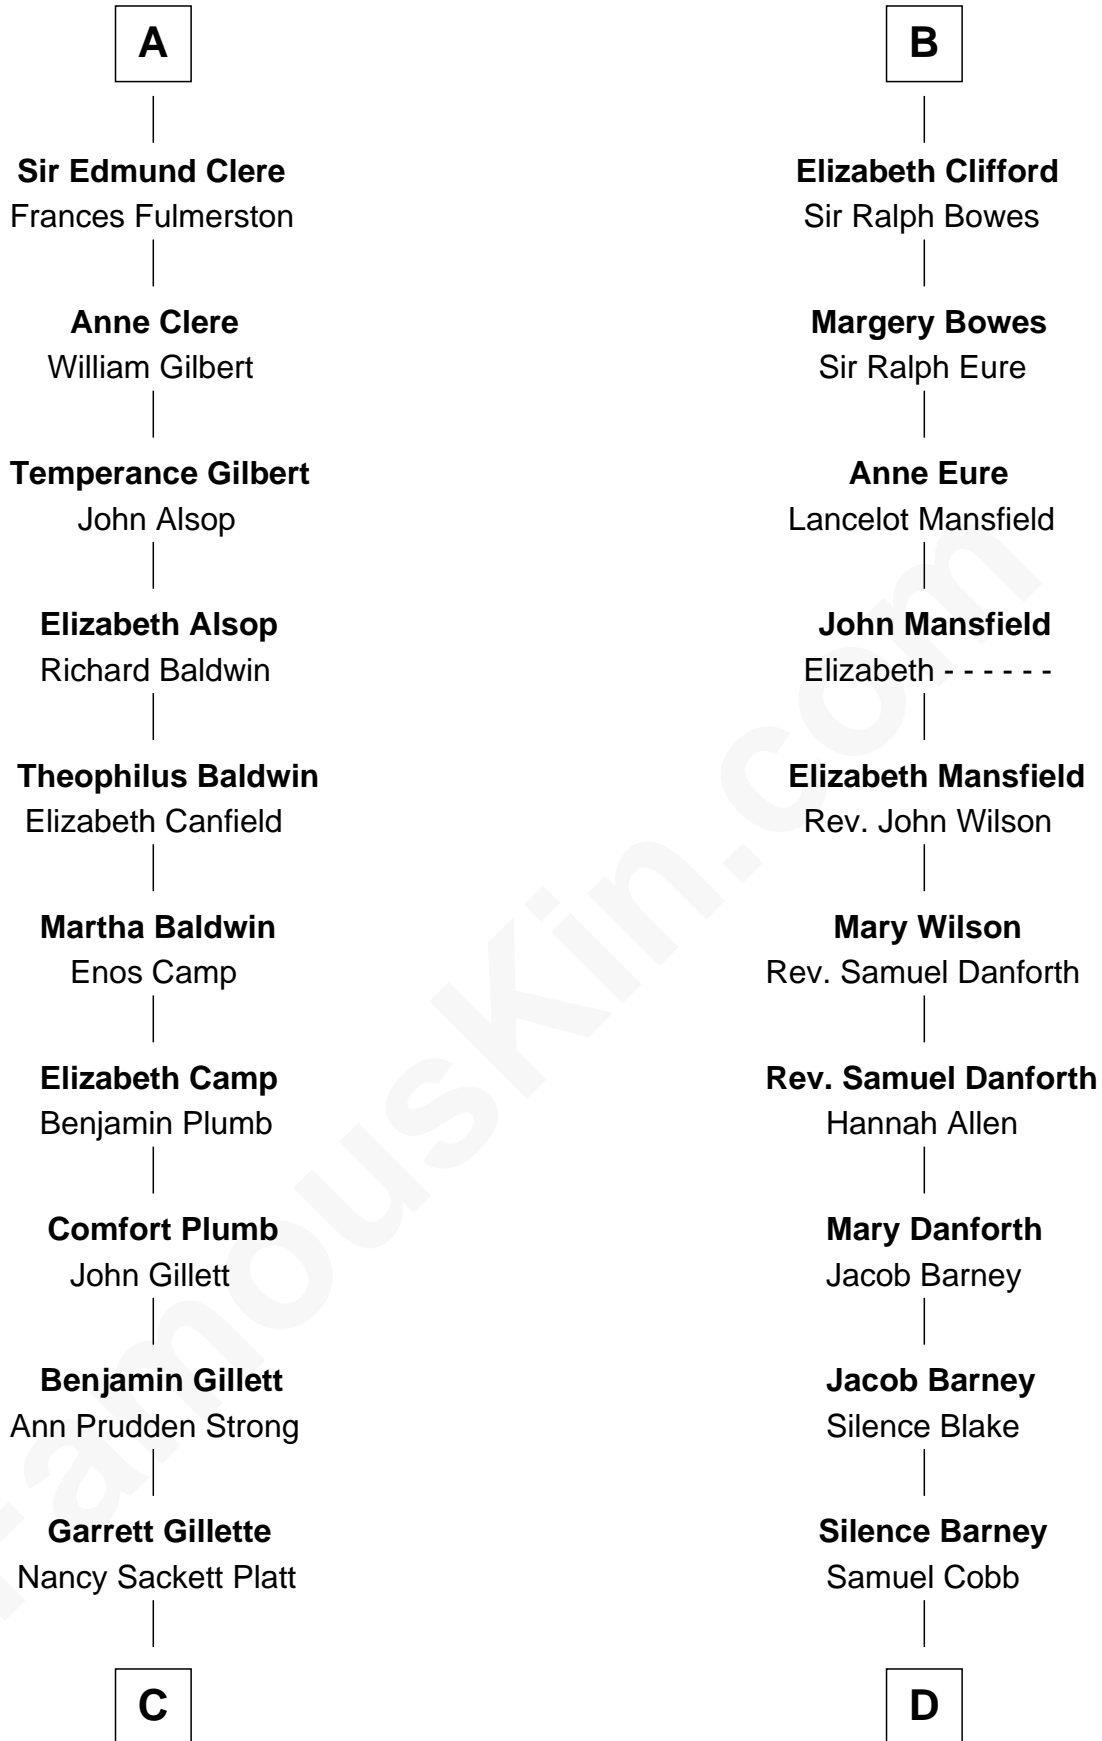 A
Sir Edmund Clere
Frances Fulmerston
Anne Clere
William Gilbert
Temperance Gilbert
John Alsop
Elizabeth Alsop
Richard Baldwin
Theophilus Baldwin
Elizabeth Canfield
Martha Baldwin
Enos Camp
Elizabeth Camp
Benjamin Plumb
Comfort Plumb
John Gillett
Benjamin Gillett
Ann Prudden Strong
Garrett Gillette
Nancy Sackett Platt
C
B
Elizabeth Clifford
Sir Ralph Bowes
Margery Bowes
Sir Ralph Eure
Anne Eure
Lancelot Mansfield
John Mansfield
Elizabeth - - - - - -
Elizabeth Mansfield
Rev. John Wilson
Mary Wilson
Rev. Samuel Danforth
Rev. Samuel Danforth
Hannah Allen
Mary Danforth
Jacob Barney
Jacob Barney
Silence Blake
Silence Barney
Samuel Cobb
D
FamousKin.com